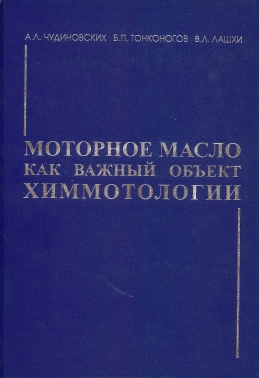 А.Л. ЧУДИНОВСКИХ Б.П. ТОНКОНОГОВ В.Л. ЛАШХИ
МОТОРНОЕ МАСЛО
КАК ВАЖНЫЙ ОБЪЕКТ
ХИММОТОЛОГИИ